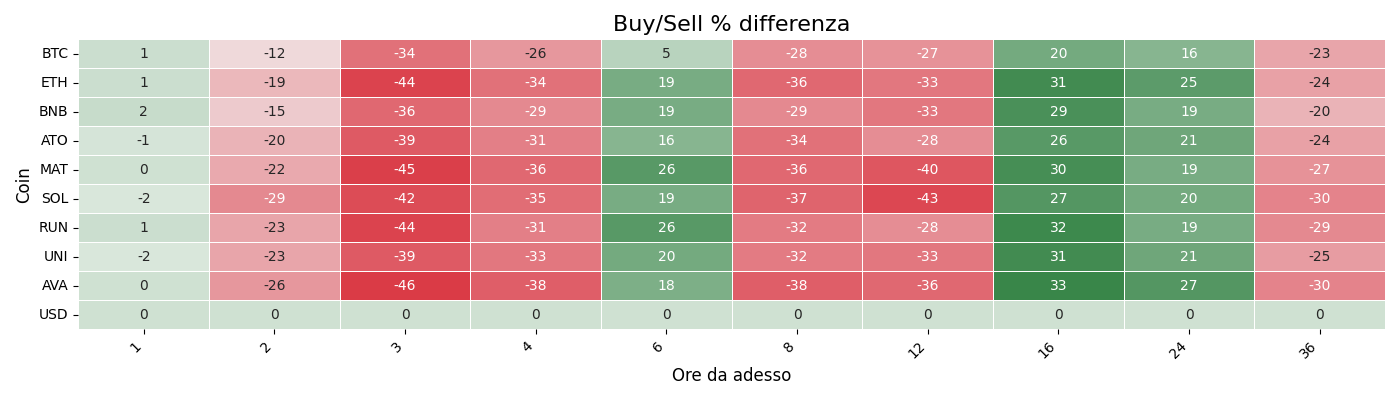 Buy/Sell % differenza
BTC 1 -12 -34 -26 5 -28 -27 20 16 -23
ETH 1 -19 -44 -34 19 -36 -33 31 25 -24
BNB 2 -15 -36 -29 19 -29 -33 29 19 -20
ATO -1 -20 -39 -31 16 -34 -28 26 21 -24
MAT 0 -22 -45 -36 26 -36 -40 30 19 -27
SOL -2 -29 -42 -35 19 -37 -43 27 20 -30
RUN 1 -23 -44 -31 26 -32 -28 32 19 -29
UNI -2 -23 -39 -33 20 -32 -33 31 21 -25
AVA 0 -26 -46 -38 18 -38 -36 33 27 -30
USD 0 0 0 0 0 0 0 0 0 0
Coin
1 2 3 4 6 8 12 16 24 36
Ore da adesso